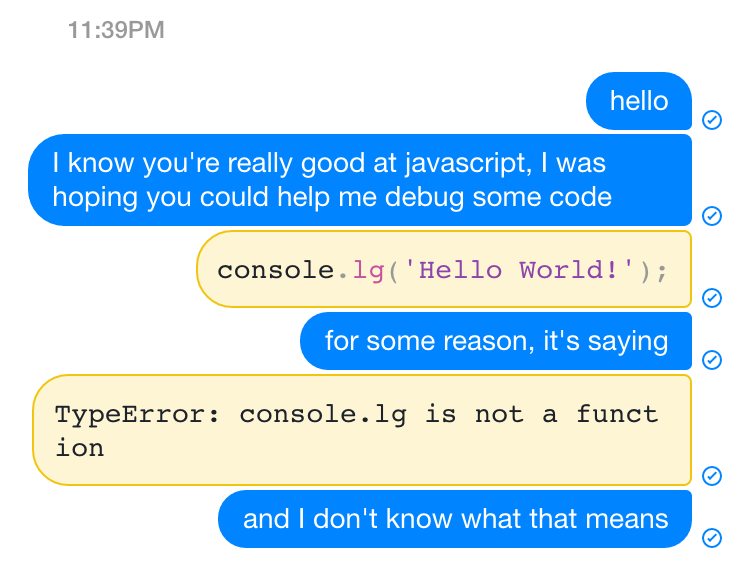 11:39PM
hello
I know you're really good at javascript, I was
hoping you could help me debug some code
console.lg('Hello World!');
for some reason, it's saying
TypeError: console.lg is not a funct
ion
and I don't know what that means